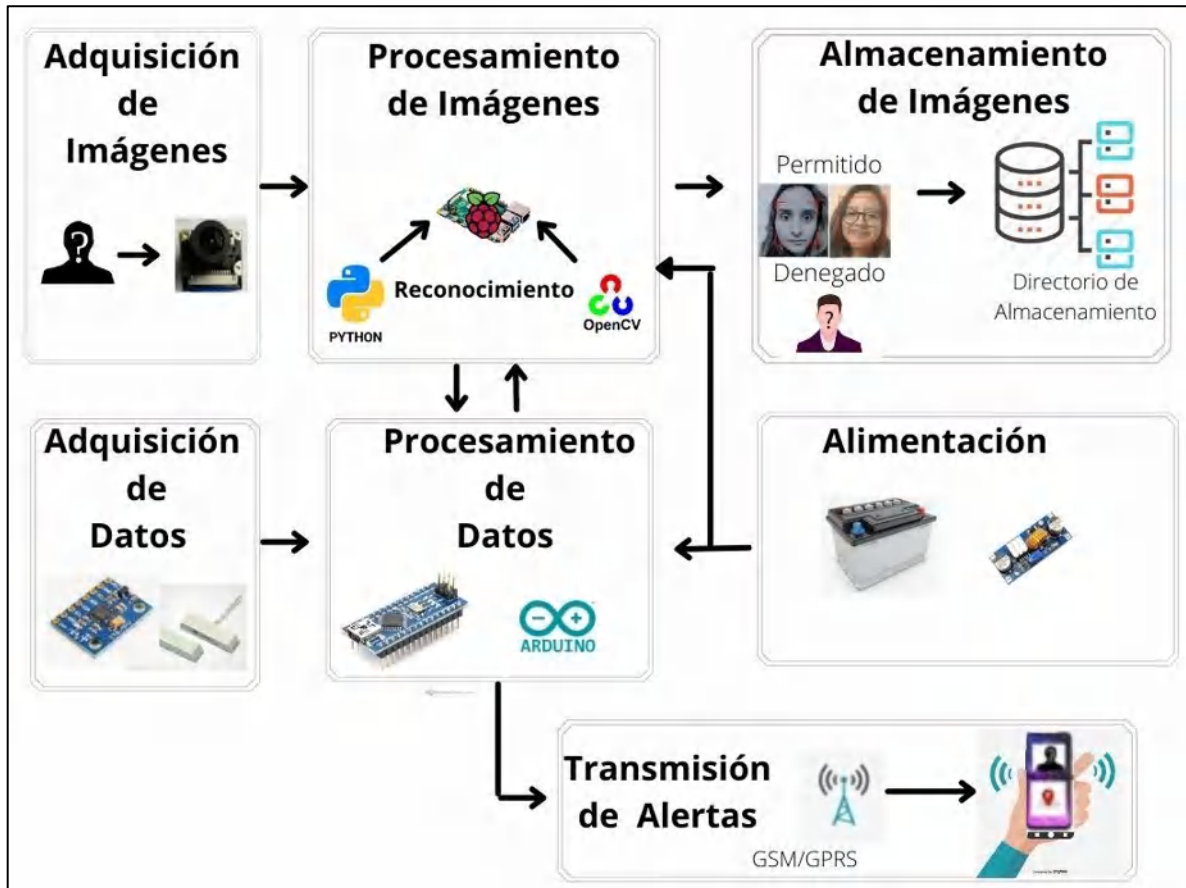 Adquisición
de
Imágenes
Procesamiento
de Imágenes
Reconocimiento
PYTHON
OpenCV
Almacenamiento
de Imágenes
Permitido
Denegado
Directorio de
Almacenamiento
Adquisición
de
Datos
Procesamiento
de
Datos
ARDUINO
Alimentación
Transmisión
de Alertas
GSM/GPRS